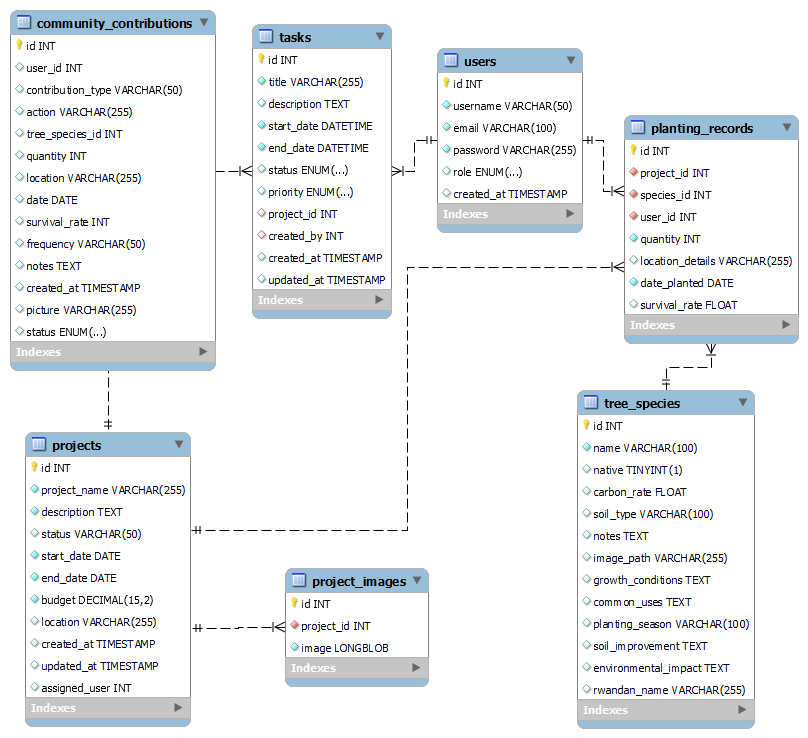 community_contributions
id INT
user_id INT
contribution_type VARCHAR(50)
action VARCHAR(255)
tree_species_id INT
quantity INT
location VARCHAR(255)
date DATE
survival_rate INT
frequency VARCHAR(50)
notes TEXT
created_at TIMESTAMP
picture VARCHAR(255)
status ENUM(...)
Indexes
tasks
id INT
title VARCHAR(255)
description TEXT
start_date DATETIME
end_date DATETIME
status ENUM(...)
priority ENUM(...)
project_id INT
created_by INT
created_at TIMESTAMP
updated_at TIMESTAMP
Indexes
users
id INT
username VARCHAR(50)
email VARCHAR(100)
password VARCHAR(255)
role ENUM(...)
created_at TIMESTAMP
Indexes
planting_records
id INT
project_id INT
species_id INT
user_id INT
quantity INT
location_details VARCHAR(255)
date_planted DATE
survival_rate FLOAT
Indexes
projects
id INT
project_name VARCHAR(255)
description TEXT
status VARCHAR(50)
start_date DATE
end_date DATE
budget DECIMAL(15,2)
location VARCHAR(255)
created_at TIMESTAMP
updated_at TIMESTAMP
assigned_user INT
Indexes
project_images
id INT
project_id INT
image LONGBLOB
Indexes
tree_species
id INT
name VARCHAR(100)
native TINYINT(1)
carbon_rate FLOAT
soil_type VARCHAR(100)
notes TEXT
image_path VARCHAR(255)
growth_conditions TEXT
common_uses TEXT
planting_season VARCHAR(100)
soil_improvement TEXT
environmental_impact TEXT
rwandan_name VARCHAR(255)
Indexes